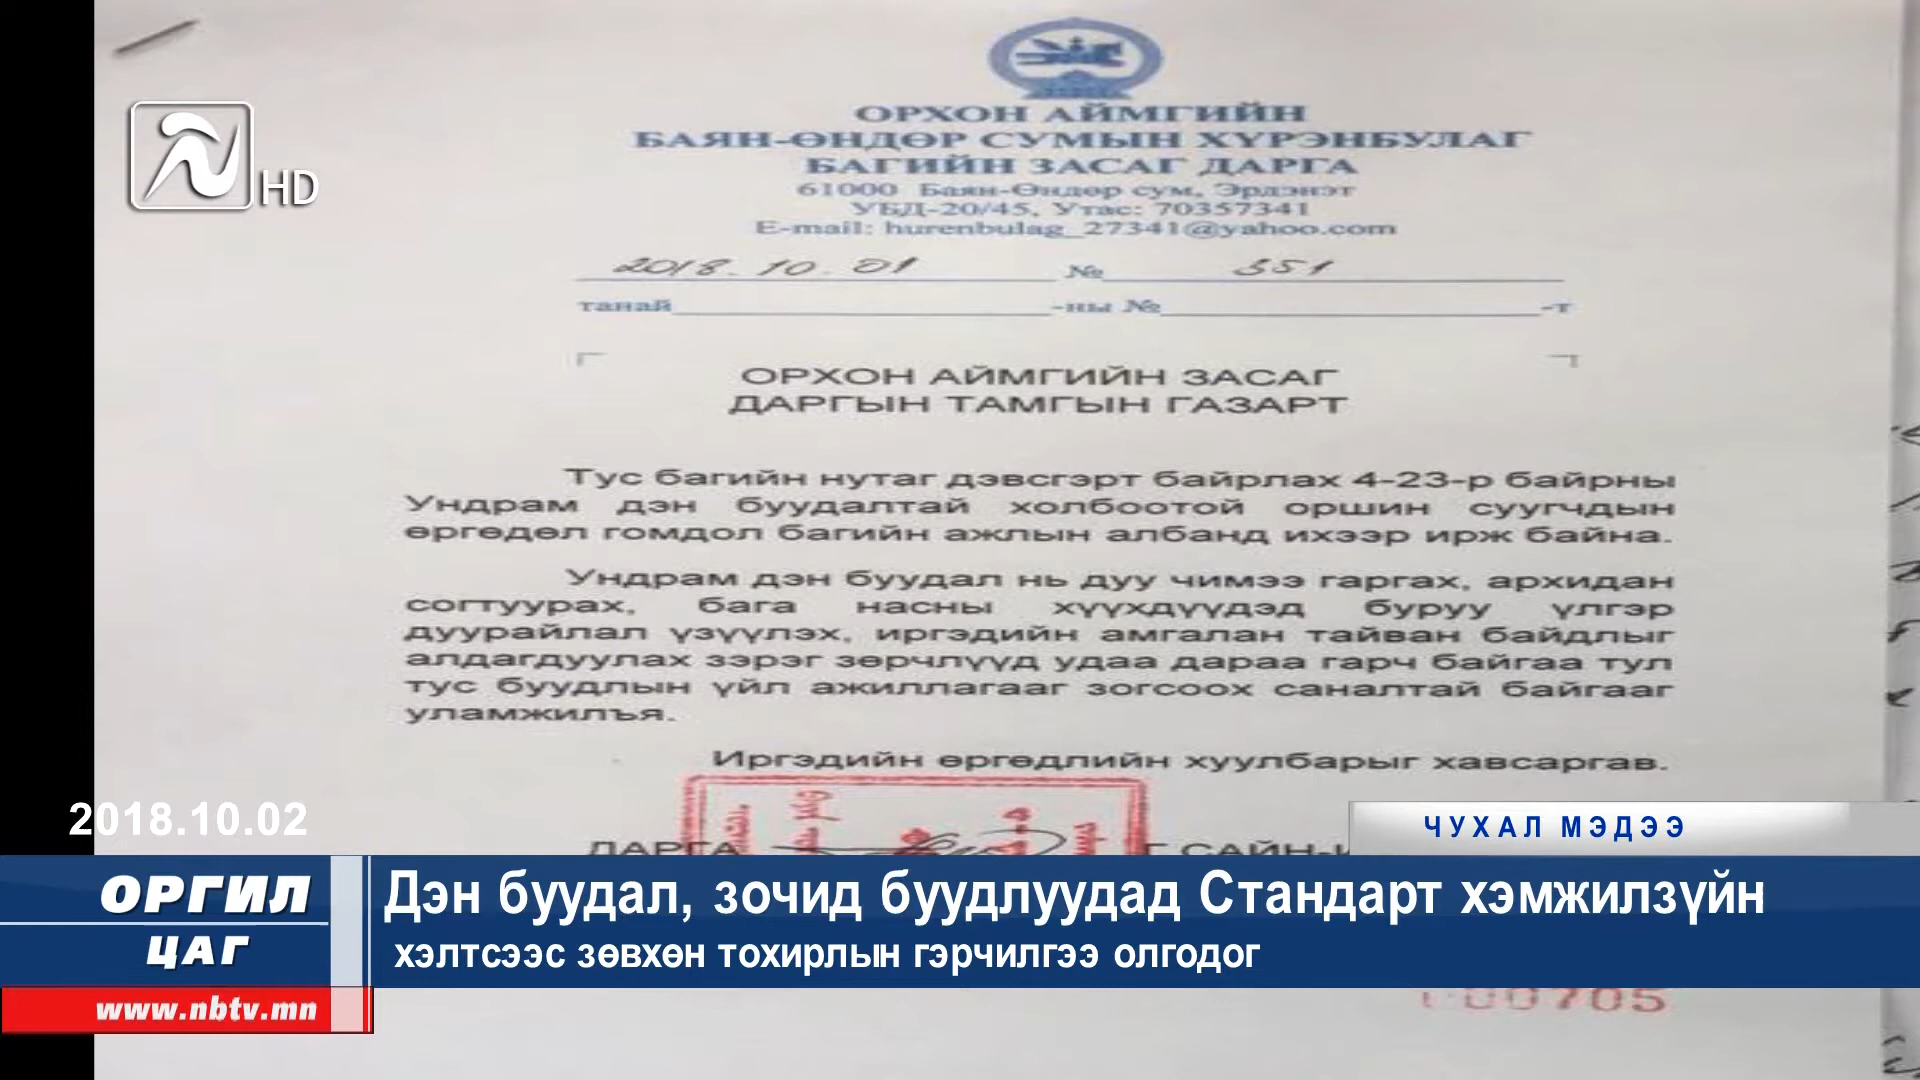 ОРХОН АЙМГИЙН
БАЯН-ӨНДӨР СУМЫН ХҮРЭНБУЛАГ
БАГИЙН ЗАСАГ ДАРГА
61000 Баян-Өндөр сум, Эрдэнэт
УБД-20/45, Утас: 70357341
E-mail: hurenbulag_27341@yahoo.com
2018.10.01 № 351
танай -ны № -т
ОРХОН АЙМГИЙН ЗАСАГ
ДАРГЫН ТАМГЫН ГАЗАРТ
Тус багийн нутаг дэвсгэрт байрлах 4-23-р байрны
Ундрам дэн буудалтай холбоотой оршин суугчдын
өргөдөл гомдол багийн ажлын албанд ихээр ирж байна.
Ундрам дэн буудал нь дуу чимээ гаргах, архидан
согтуурах, бага насны хүүхдүүдэд буруу үлгэр
дуурайлал үзүүлэх, иргэдийн амгалан тайван байдлыг
алдагдуулах зэрэг зөрчлүүд удаа дараа гарч байгаа тул
тус буудлын үйл ажиллагааг зогсоох саналтай байгааг
уламжилъя.
Иргэдийн өргөдлийн хуулбарыг хавсаргав.
ДАРГА
HD
2018.10.02
ЧУХАЛ МЭДЭЭ
ОРГИЛ
ЦАГ
www.nbtv.mn
Дэн буудал, зочид буудлуудад Стандарт хэмжилзүйн
хэлтсээс зөвхөн тохирлын гэрчилгээ олгодог